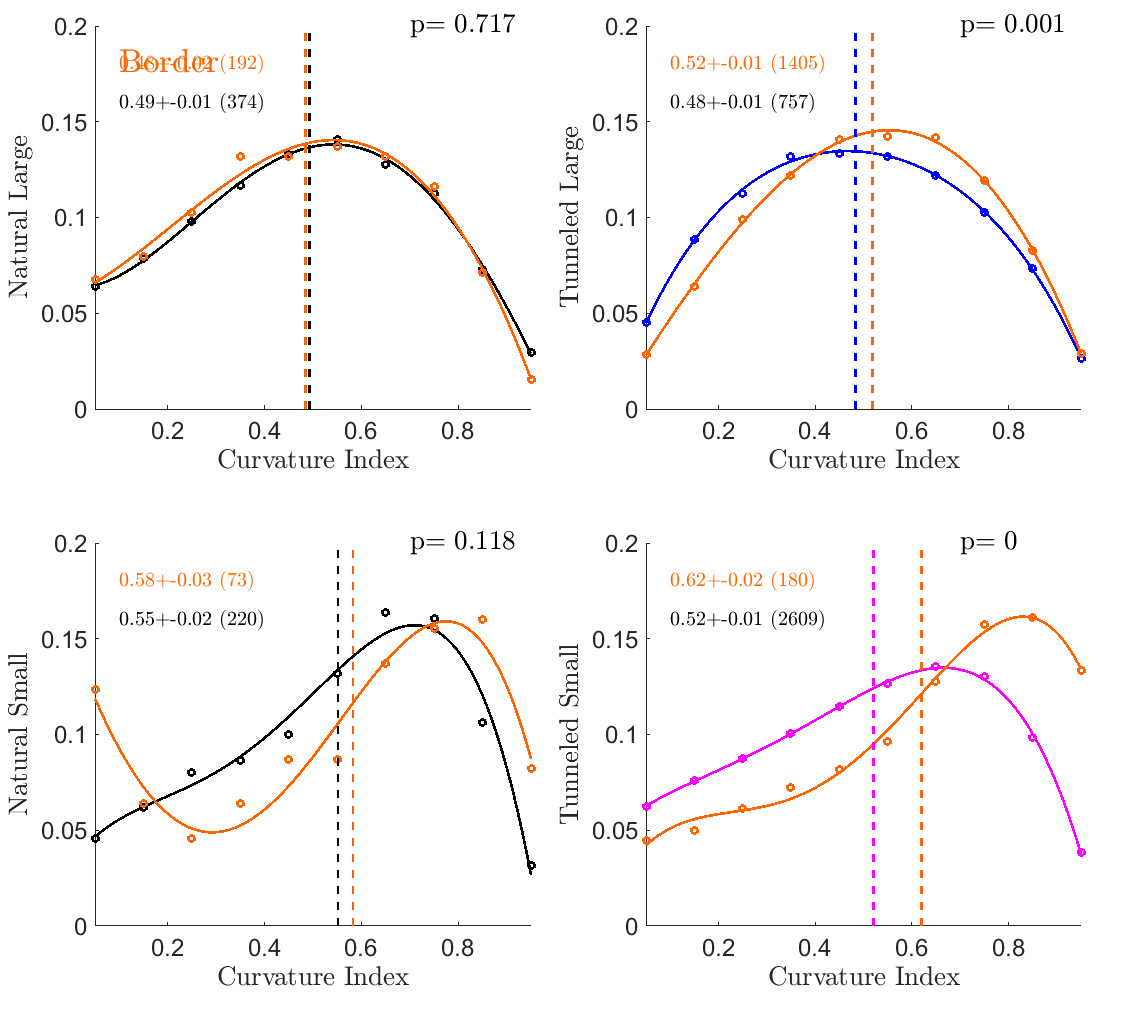 p= 0.717
0.2
Border
0.48+-0.02 (192)
0.49+-0.01 (374)
0.15
0.1
0.05
0
Natural Large
0.2 0.4 0.6 0.8
Curvature Index
p= 0.001
0.2
0.52+-0.01 (1405)
0.48+-0.01 (757)
0.15
0.1
0.05
0
Tunneled Large
0.2 0.4 0.6 0.8
Curvature Index
p= 0.118
0.2
0.58+-0.03 (73)
0.55+-0.02 (220)
0.15
0.1
0.05
0
Natural Small
0.2 0.4 0.6 0.8
Curvature Index
p= 0
0.2
0.62+-0.02 (180)
0.52+-0.01 (2609)
0.15
0.1
0.05
0
Tunneled Small
0.2 0.4 0.6 0.8
Curvature Index